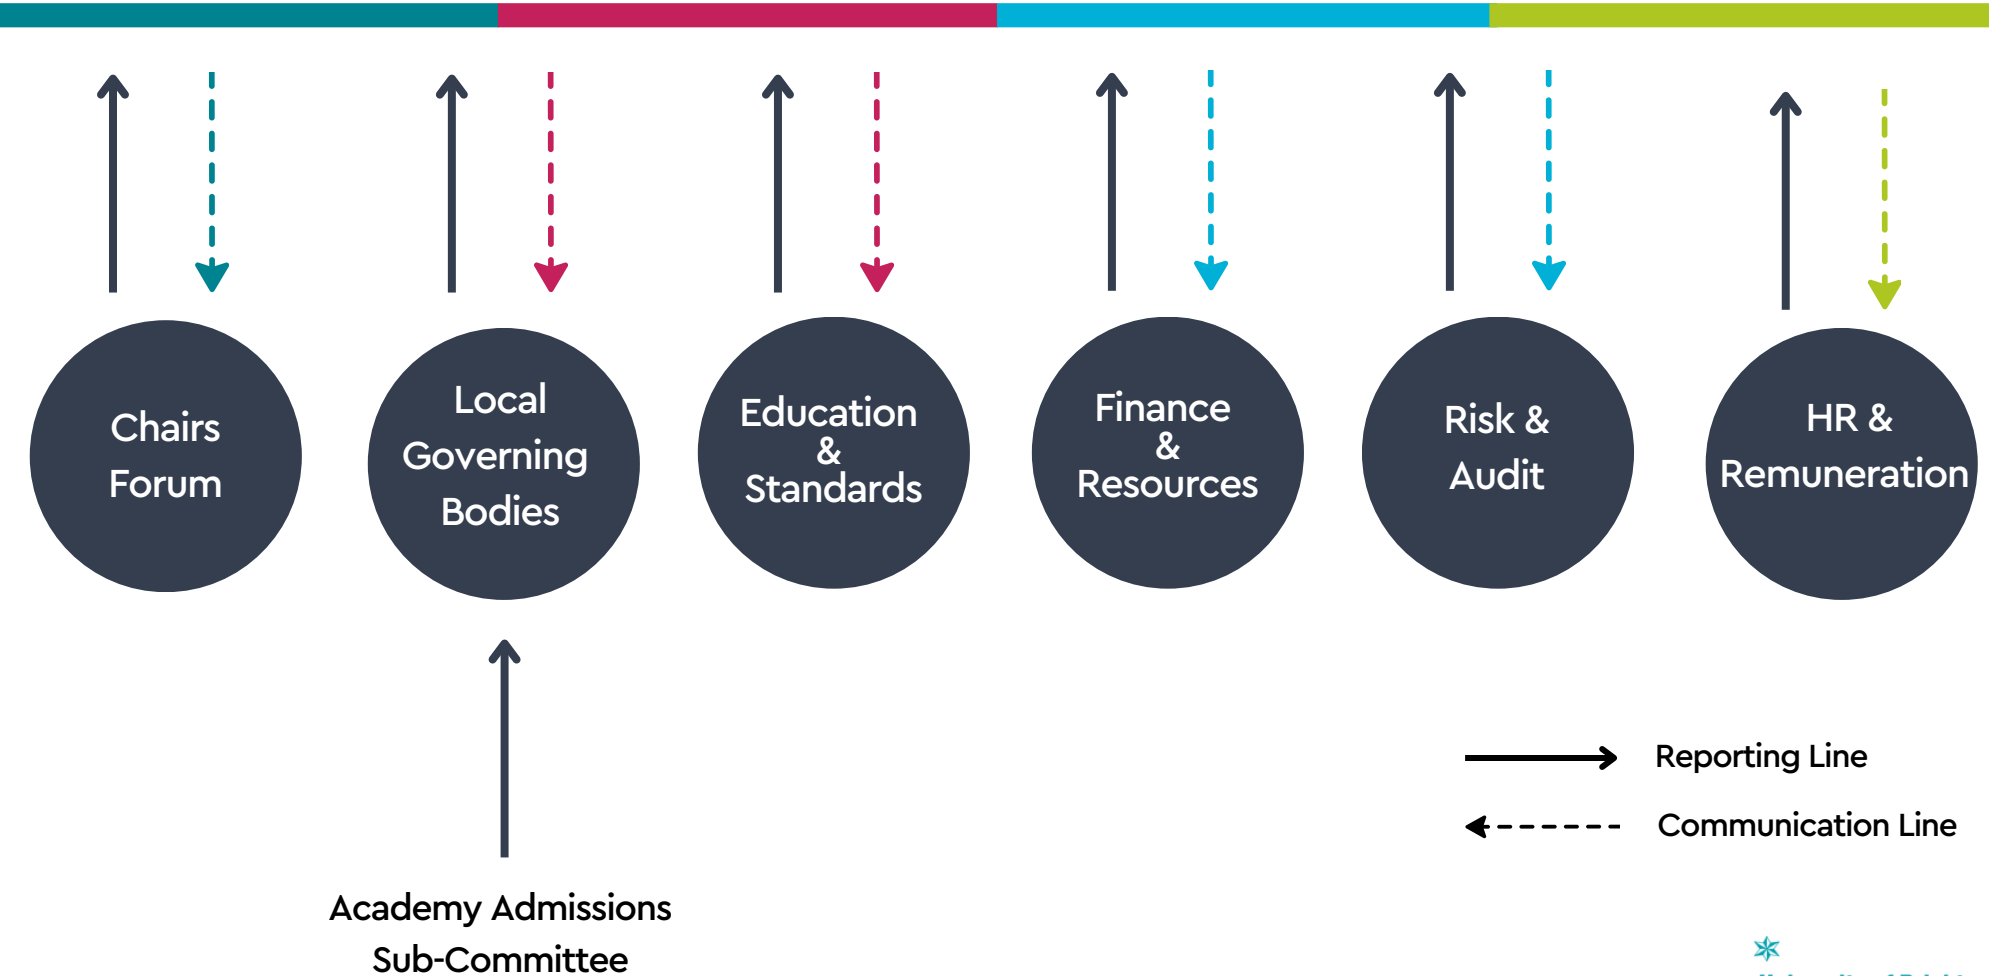 Chairs
Forum
Local
Governing
Bodies
Education
&
Standards
Finance
&
Resources
Risk &
Audit
HR &
Remuneration
Reporting Line
Communication Line
Academy Admissions
Sub-Committee